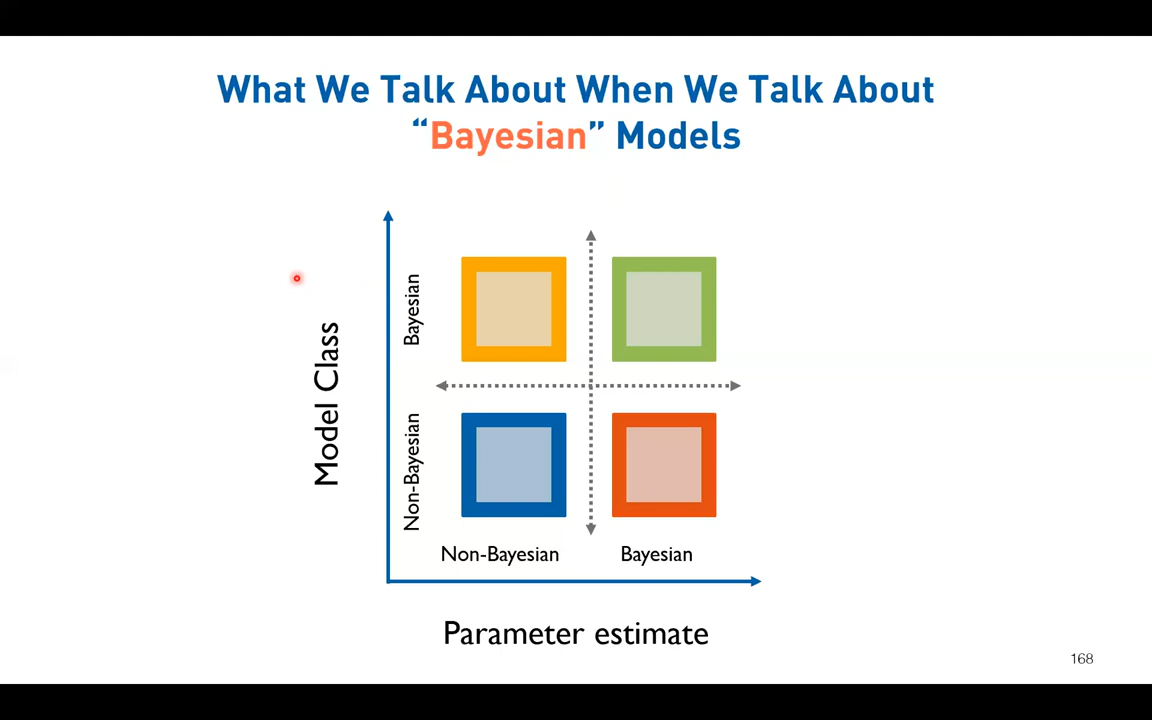 What We Talk About When We Talk About
“Bayesian” Models
Model Class
Bayesian
Non-Bayesian
Non-Bayesian
Bayesian
Parameter estimate
168